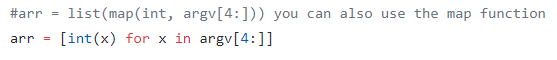 #arr = list(map(int, argv[4:])) you can also use the map function
arr = [int(x) for x in argv[4:]]